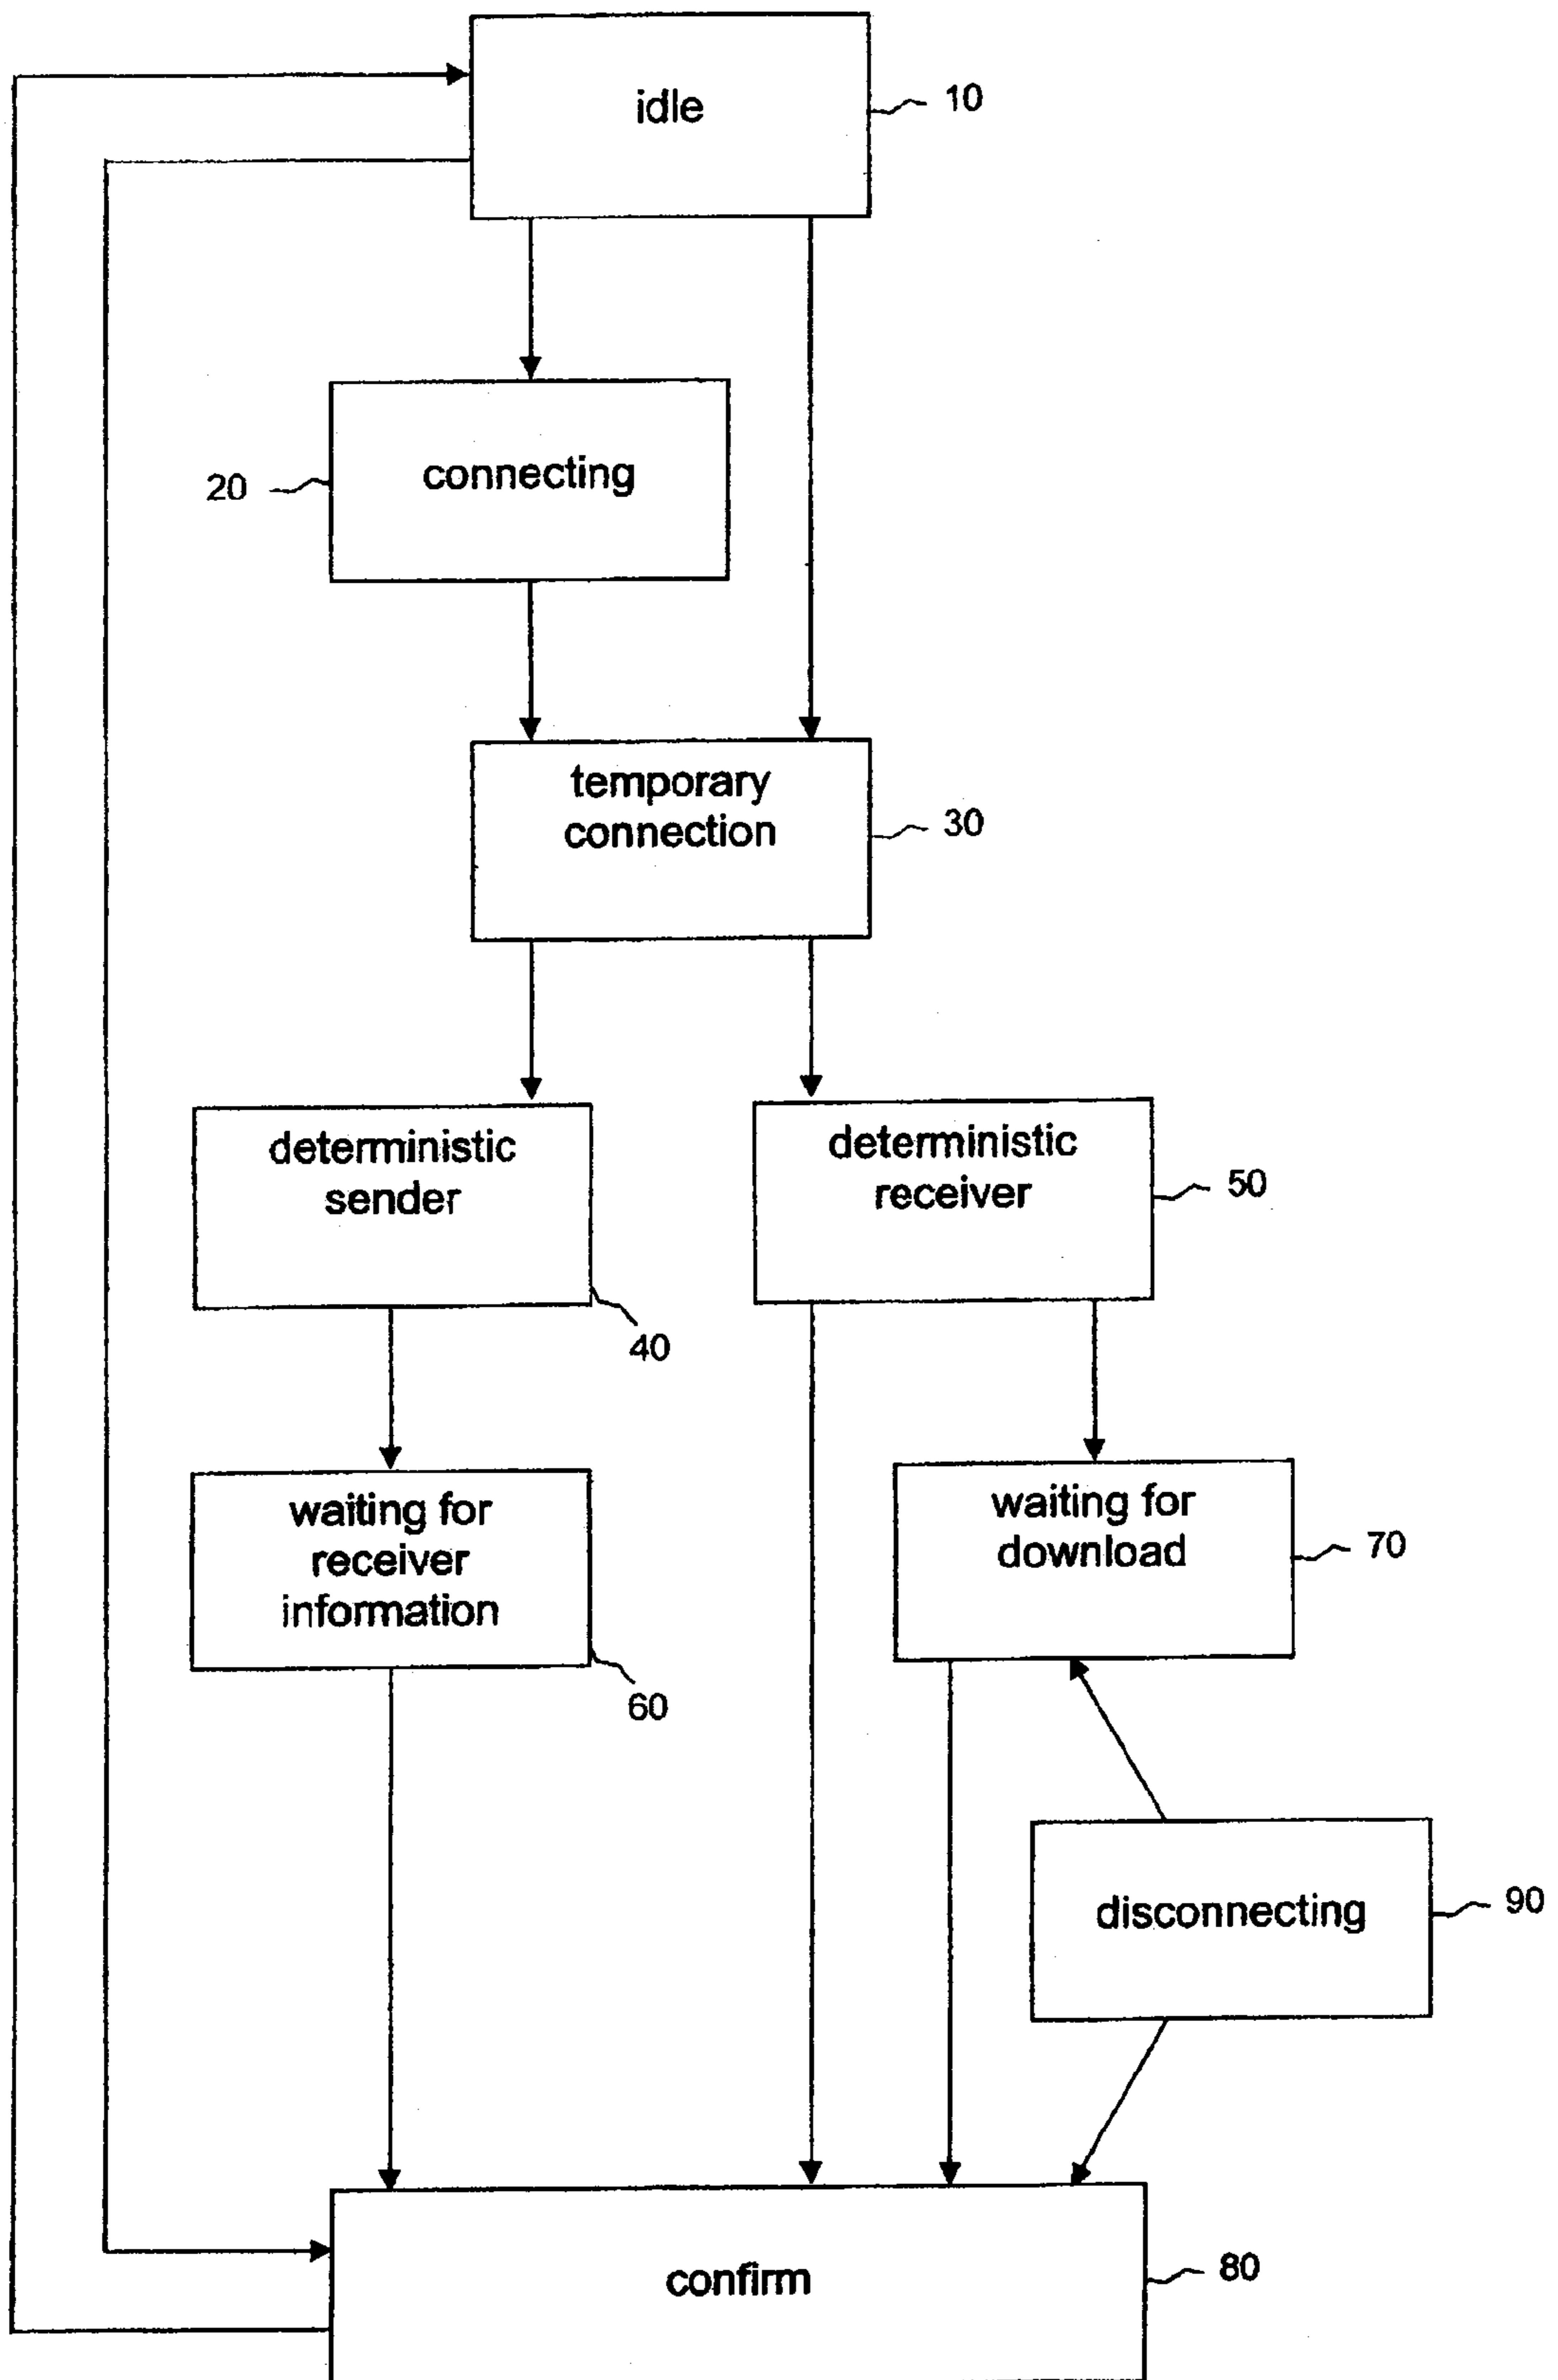 idle
10
connecting
20
temporary
connection
30
deterministic
sender
40
deterministic
receiver
50
waiting for
receiver
information
60
waiting for
download
70
disconnecting
90
confirm
80